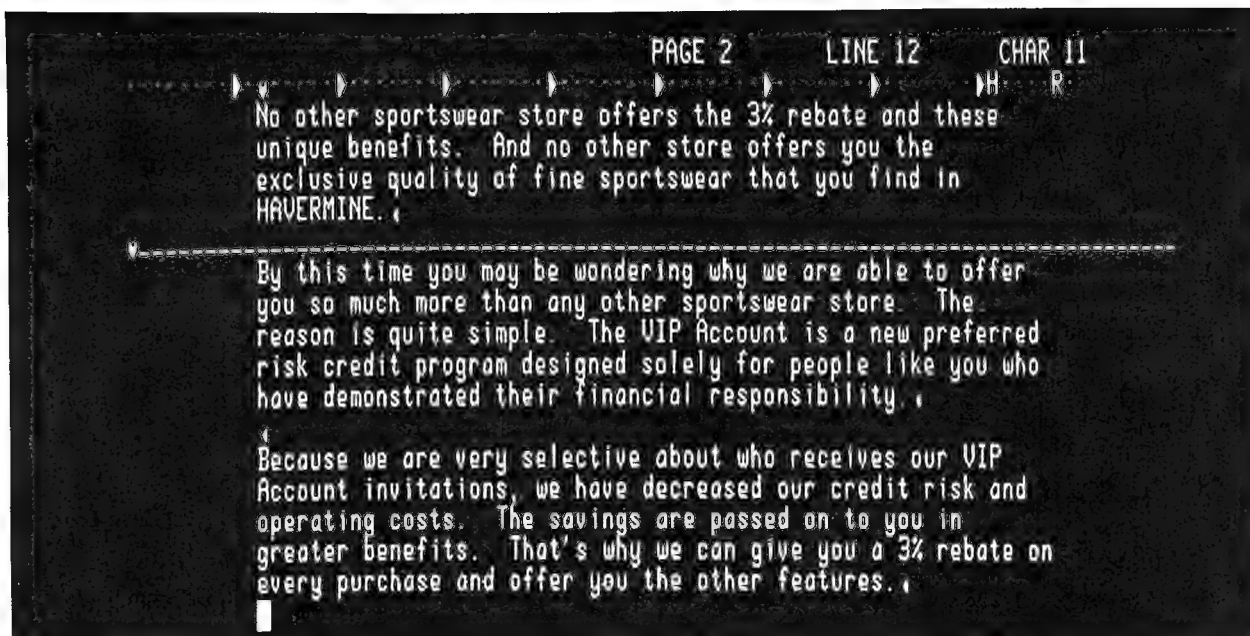 PAGE 2 LINE 12 CHAR 11
H R
No other sportswear store offers the 3% rebate and these
unique benefits. And no other store offers you the
exclusive quality of fine sportswear that you find in
HAVERMINE.
By this time you may be wondering why we are able to offer
you so much more than any other sportswear store. The
reason is quite simple. The VIP Account is a new preferred
risk credit program designed solely for people like you who
have demonstrated their financial responsibility.
Because we are very selective about who receives our VIP
Account invitations, we have decreased our credit risk and
operating costs. The savings are passed on to you in
greater benefits. That's why we can give you a 3% rebate on
every purchase and offer you the other features.